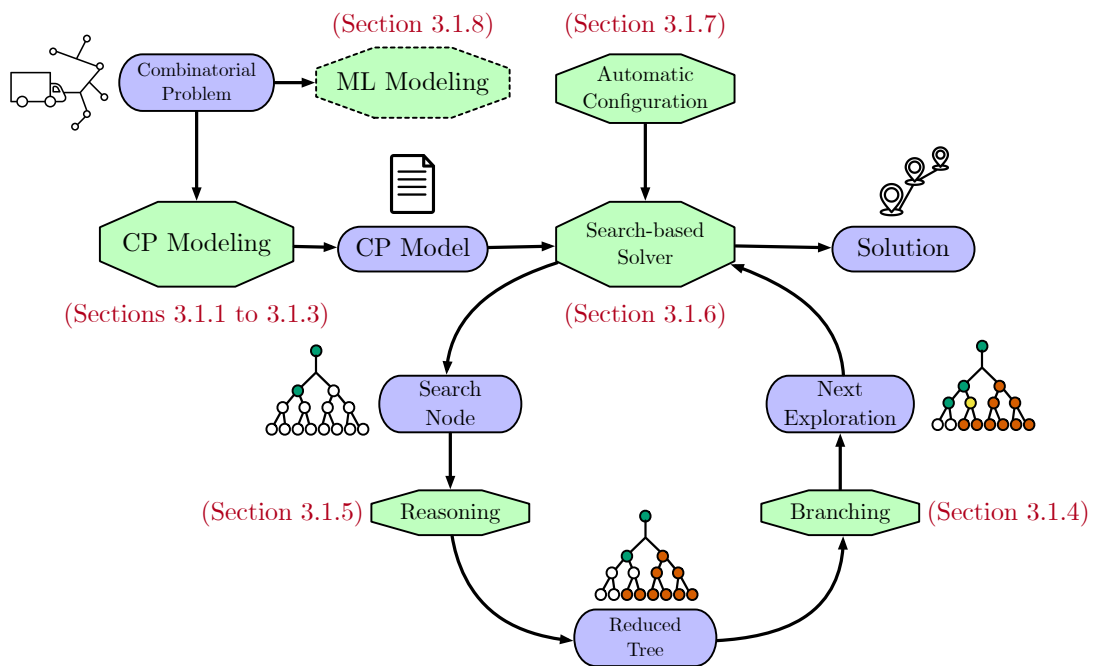 (Section 3.1.8)
(Section 3.1.7)
Combinatorial
Problem
ML Modeling
Automatic
Configuration
CP Modeling
CP Model
Search-based
Solver
Solution
(Sections 3.1.1 to 3.1.3)
(Section 3.1.6)
Search
Node
Next
Exploration
(Section 3.1.5)
Reasoning
Branching
(Section 3.1.4)
Reduced
Tree